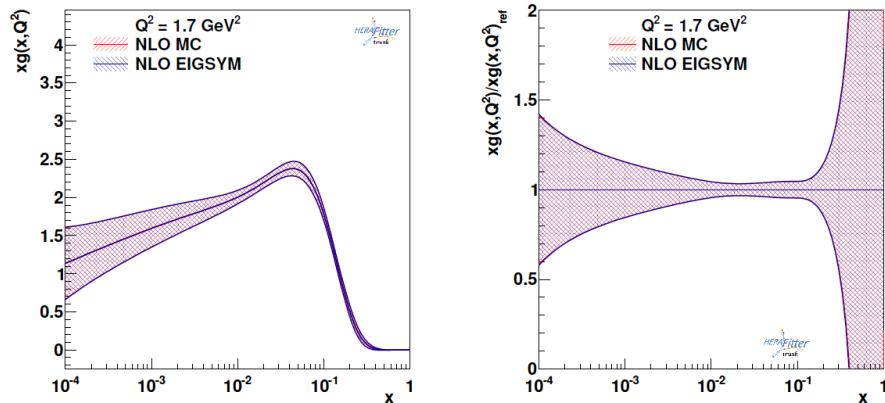 xg(x,Q²)
Q² = 1.7 GeV²
NLO MC
NLO EIGSYM
HERAFitter
trunk
4
3.5
3
2.5
2
1.5
1
0.5
0
10⁻⁴ 10⁻³ 10⁻² 10⁻¹ 1
x
xg(x,Q²)/xg(x,Q²)ref
Q² = 1.7 GeV²
NLO MC
NLO EIGSYM
2
1.5
1
0.5
0
HERAFitter
trunk
10⁻⁴ 10⁻³ 10⁻² 10⁻¹ 1
x